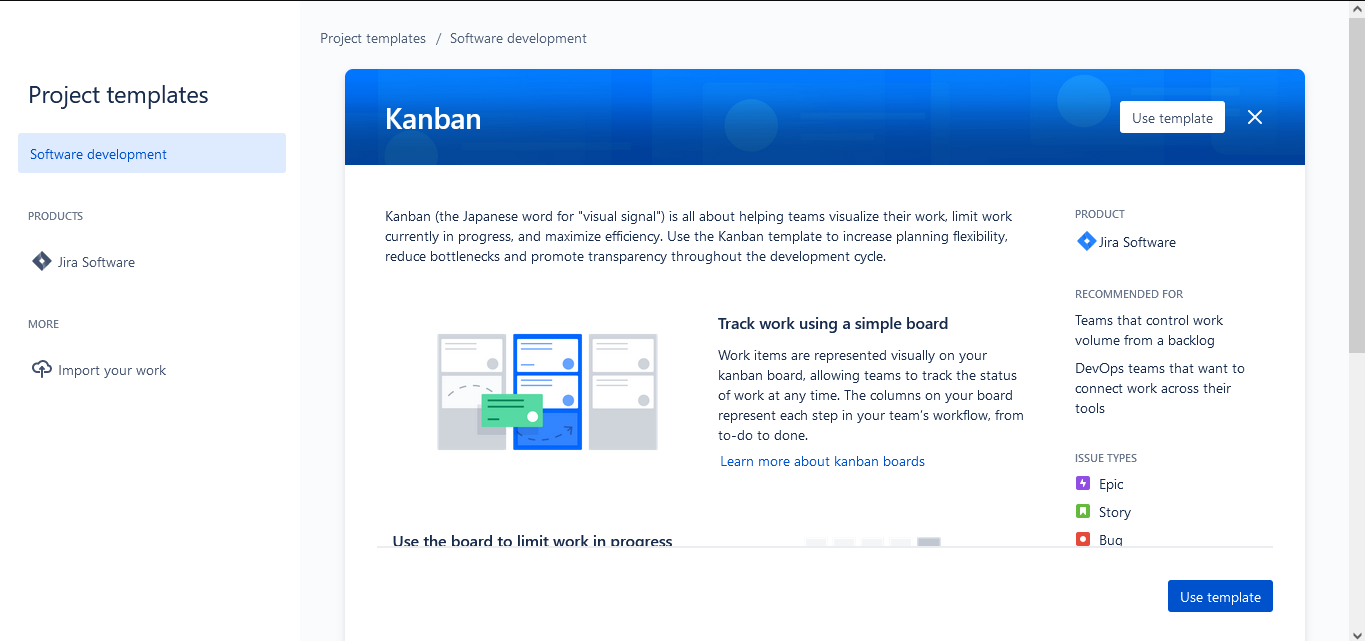 Project templates / Software development
Project templates
Software development
PRODUCTS
Jira Software
MORE
Import your work
Kanban
Use template
Kanban (the Japanese word for "visual signal") is all about helping teams visualize their work, limit work
currently in progress, and maximize efficiency. Use the Kanban template to increase planning flexibility,
reduce bottlenecks and promote transparency throughout the development cycle.
Track work using a simple board
Work items are represented visually on your
kanban board, allowing teams to track the status
of work at any time. The columns on your board
represent each step in your team’s workflow, from
to-do to done.
Learn more about kanban boards
Use the board to limit work in progress
PRODUCT
Jira Software
RECOMMENDED FOR
Teams that control work
volume from a backlog
DevOps teams that want to
connect work across their
tools
ISSUE TYPES
Epic
Story
Bug
Use template